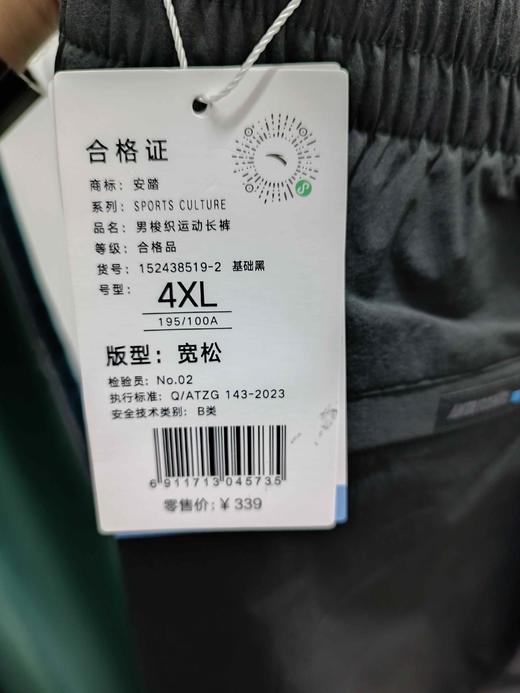 合格证
商标: 安踏
系列: SPORTS CULTURE
品名: 男梭织运动长裤
等级: 合格品
货号: 152438519-2 基础黑
号型: 4XL
195/100A
版型: 宽松
检验员: No.02
执行标准: Q/ATZG 143-2023
安全技术类别: B类
6 911713 045735
零售价: ¥ 339